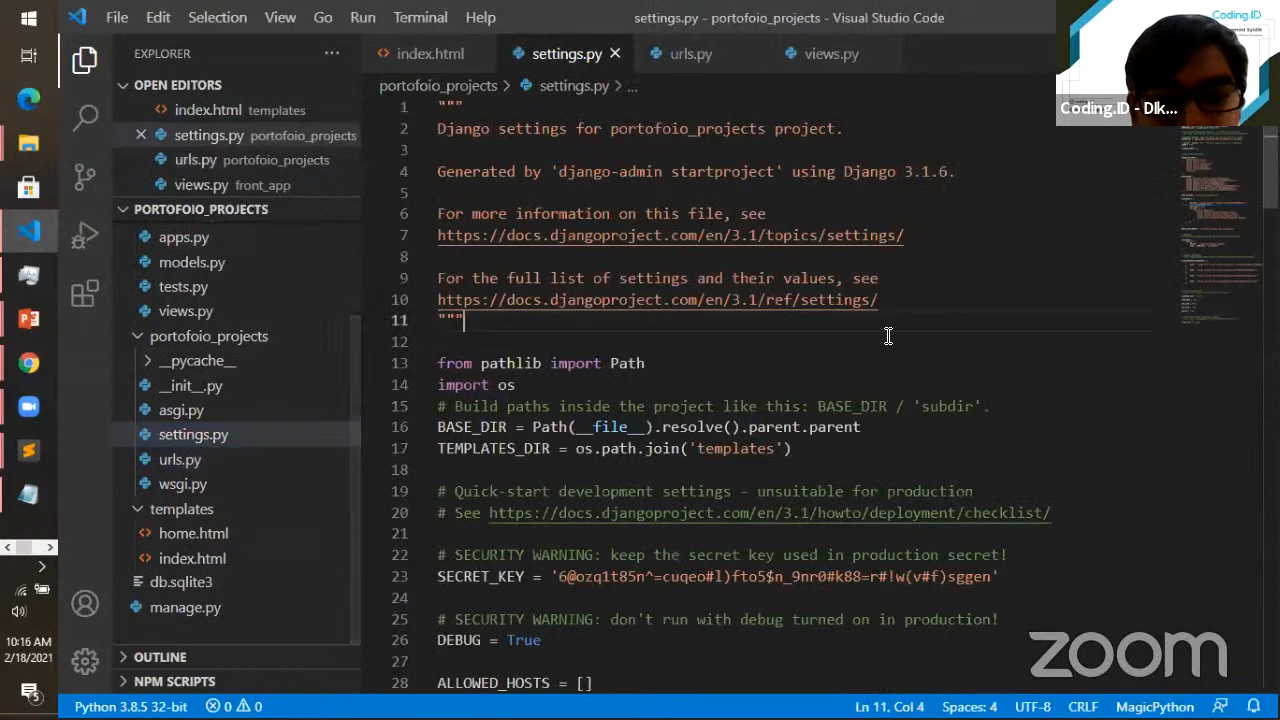 File Edit Selection View Go Run Terminal Help
settings.py - portofoio_projects - Visual Studio Code
Coding.ID
Syidik
Coding.ID - Dik...
EXPLORER
OPEN EDITORS
index.html templates
settings.py portofoio_projects
urls.py portofoio_projects
views.py front_app
PORTOFOIO_PROJECTS
apps.py
models.py
tests.py
views.py
portofoio_projects
__pycache__
__init__.py
asgi.py
settings.py
urls.py
wsgi.py
templates
home.html
index.html
db.sqlite3
manage.py
OUTLINE
NPM SCRIPTS
index.html settings.py urls.py views.py
portofoio_projects > settings.py > ...
1 """
2 Django settings for portofoio_projects project.
3
4 Generated by 'django-admin startproject' using Django 3.1.6.
5
6 For more information on this file, see
7 https://docs.djangoproject.com/en/3.1/topics/settings/
8
9 For the full list of settings and their values, see
10 https://docs.djangoproject.com/en/3.1/ref/settings/
11 """
12
13 from pathlib import Path
14 import os
15 # Build paths inside the project like this: BASE_DIR / 'subdir'.
16 BASE_DIR = Path(__file__).resolve().parent.parent
17 TEMPLATES_DIR = os.path.join('templates')
18
19 # Quick-start development settings - unsuitable for production
20 # See https://docs.djangoproject.com/en/3.1/howto/deployment/checklist/
21
22 # SECURITY WARNING: keep the secret key used in production secret!
23 SECRET_KEY = '6@ozq1t85n^=cuqeo#l)fto5$n_9nr0#k88=r#!w(v#f)sggen'
24
25 # SECURITY WARNING: don't run with debug turned on in production!
26 DEBUG = True
27
28 ALLOWED_HOSTS = []
zoom
10:16 AM
2/18/2021
5
Python 3.8.5 32-bit 0 0 Ln 11, Col 4 Spaces: 4 UTF-8 CRLF MagicPython